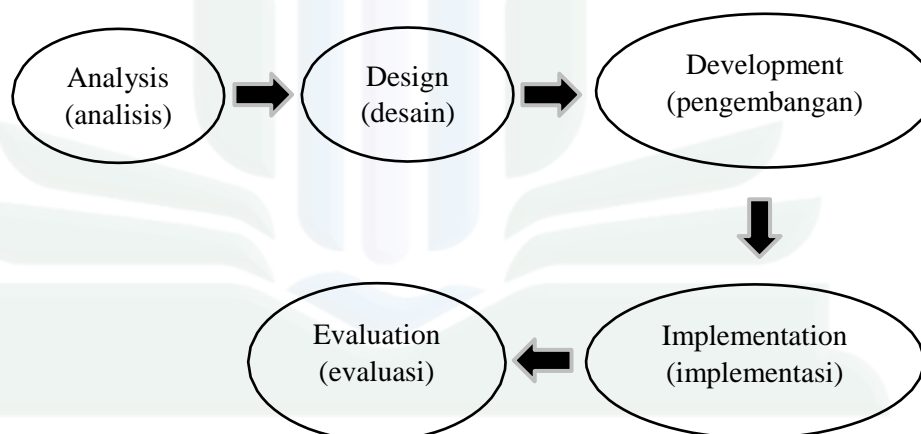 Analysis
(analisis)
Design
(desain)
Development
(pengembangan)
Implementation
(implementasi)
Evaluation
(evaluasi)